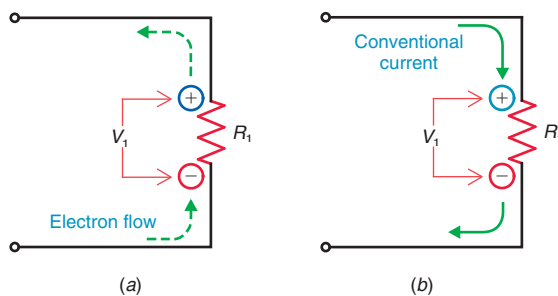 Conventional
current
+
V₁
R₁
−
Electron flow
(a)
+
V₁
R
−
(b)